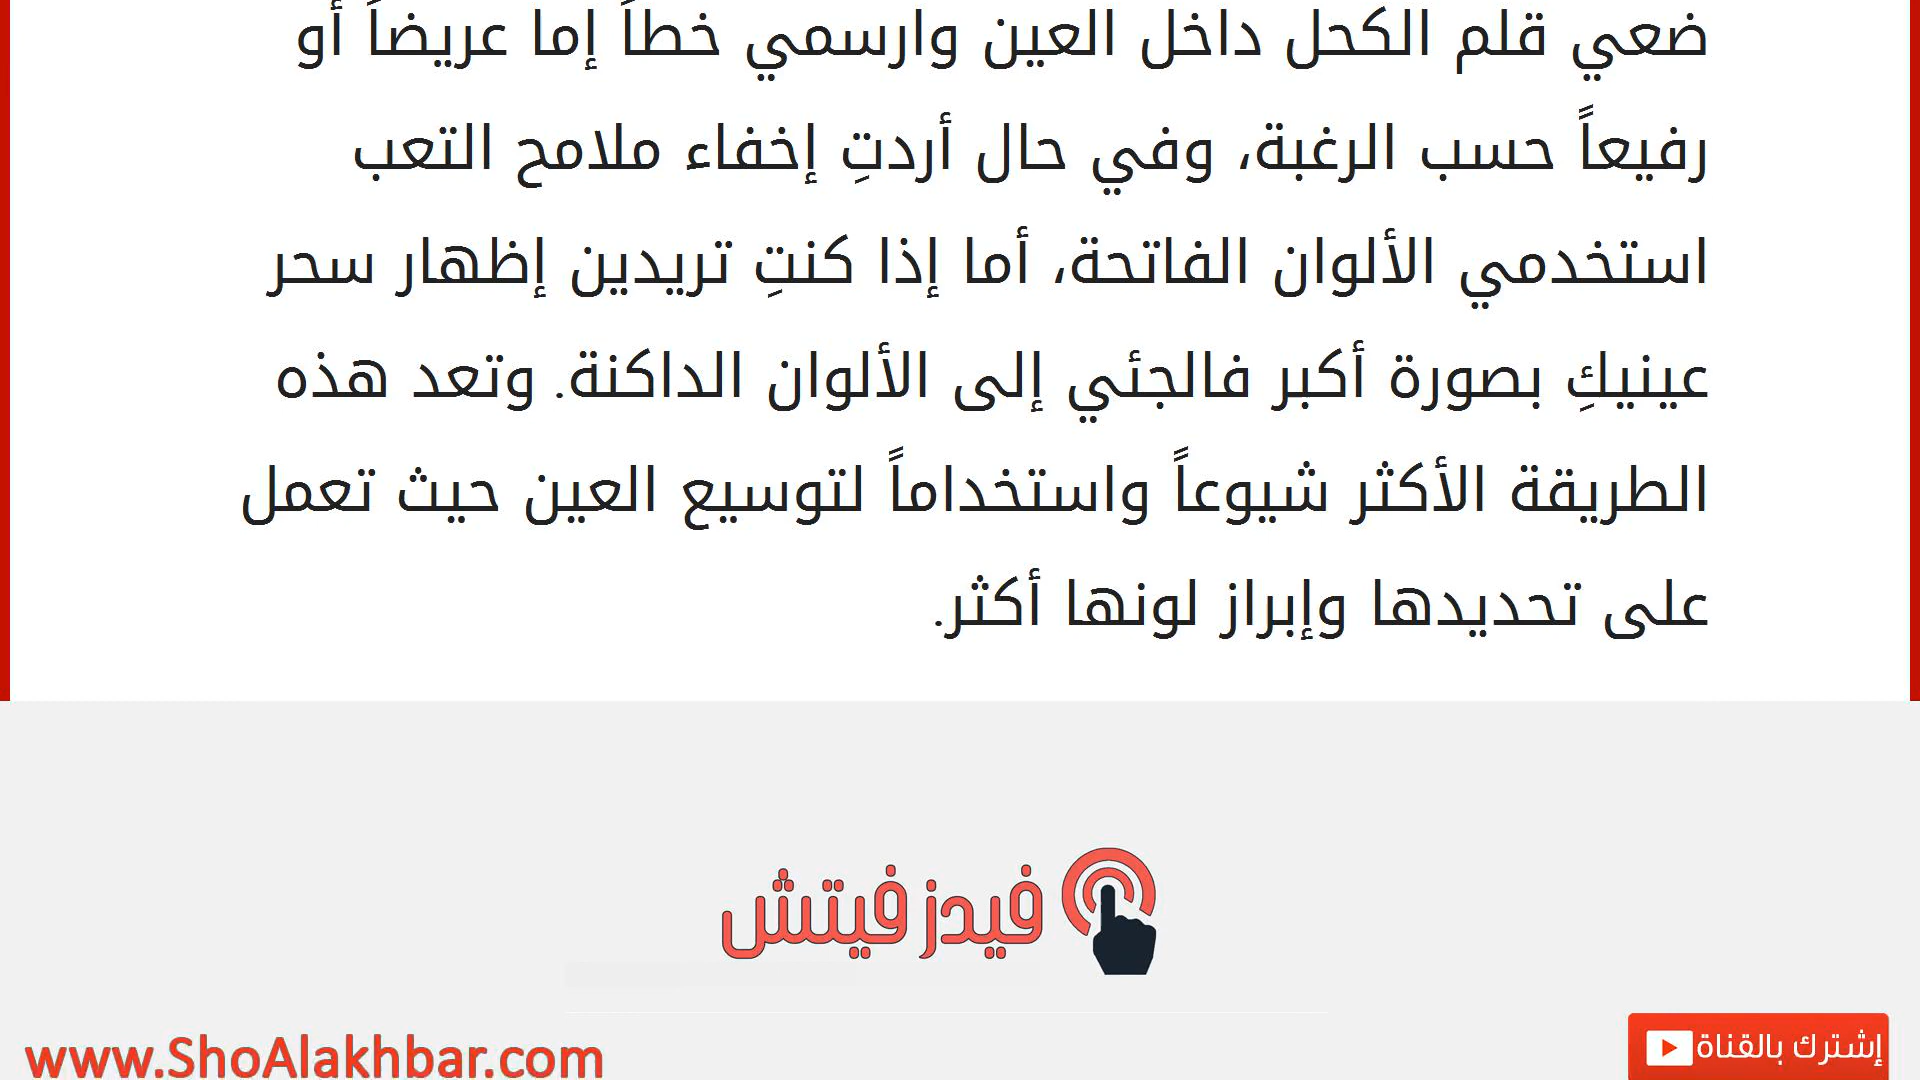 ضعي قلم الكحل داخل العين وارسمي خطاً إما عريضاً أو
رفيعاً حسب الرغبة، وفي حال أردتِ إخفاء ملامح التعب
استخدمي الألوان الفاتحة، أما إذا كنتِ تريدين إظهار سحر
عينيكِ بصورة أكبر فالجئي إلى الألوان الداكنة. وتعد هذه
الطريقة الأكثر شيوعاً واستخداماً لتوسيع العين حيث تعمل
على تحديدها وإبراز لونها أكثر.
فيدز فيتش
www.ShoAlakhbar.com
إشترك بالقناة